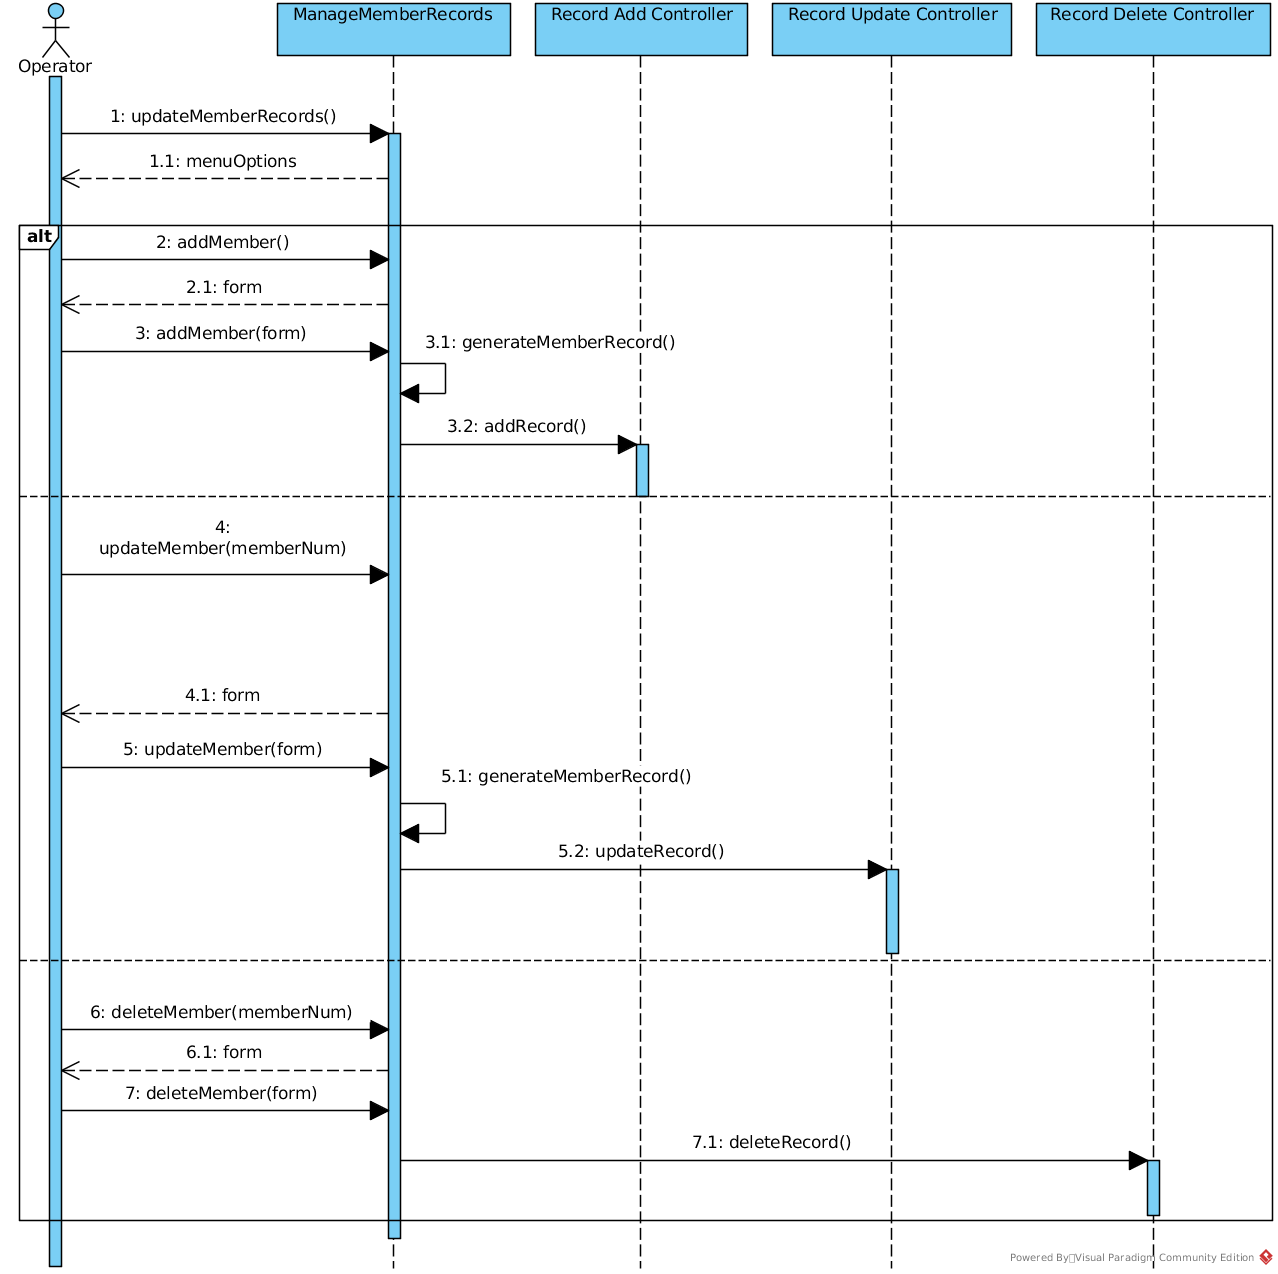 ManageMemberRecords
Record Add Controller
Record Update Controller
Record Delete Controller
Operator
1: updateMemberRecords()
1.1: menuOptions
alt
2: addMember()
2.1: form
3: addMember(form)
3.1: generateMemberRecord()
3.2: addRecord()
4:
updateMember(memberNum)
4.1: form
5: updateMember(form)
5.1: generateMemberRecord()
5.2: updateRecord()
6: deleteMember(memberNum)
6.1: form
7: deleteMember(form)
7.1: deleteRecord()
Powered By Visual Paradigm Community Edition